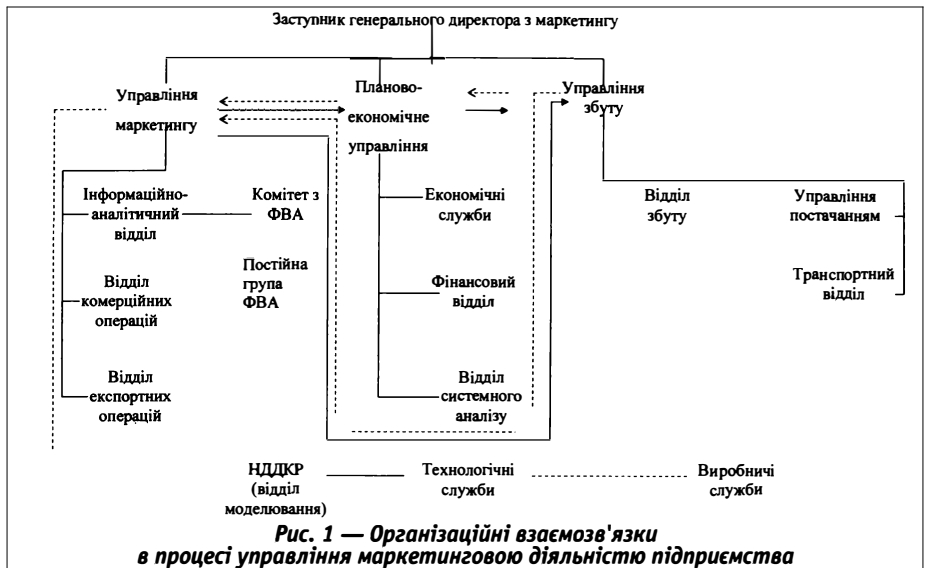 Заступник генерального директора з маркетингу
Управління
маркетингу
Планово-
економічне
управління
Управління
збуту
Інформаційно-
аналітичний
відділ
Комітет з
ФВА
Економічні
служби
Відділ
збуту
Управління
постачанням
Відділ
комерційних
операцій
Постійна
група
ФВА
Фінансовий
відділ
Транспортний
відділ
Відділ
експортних
операцій
Відділ
системного
аналізу
НДДКР
(відділ
моделювання)
Технологічні
служби
Виробничі
служби
Рис. 1 — Організаційні взаємозв'язки
в процесі управління маркетинговою діяльністю підприємства